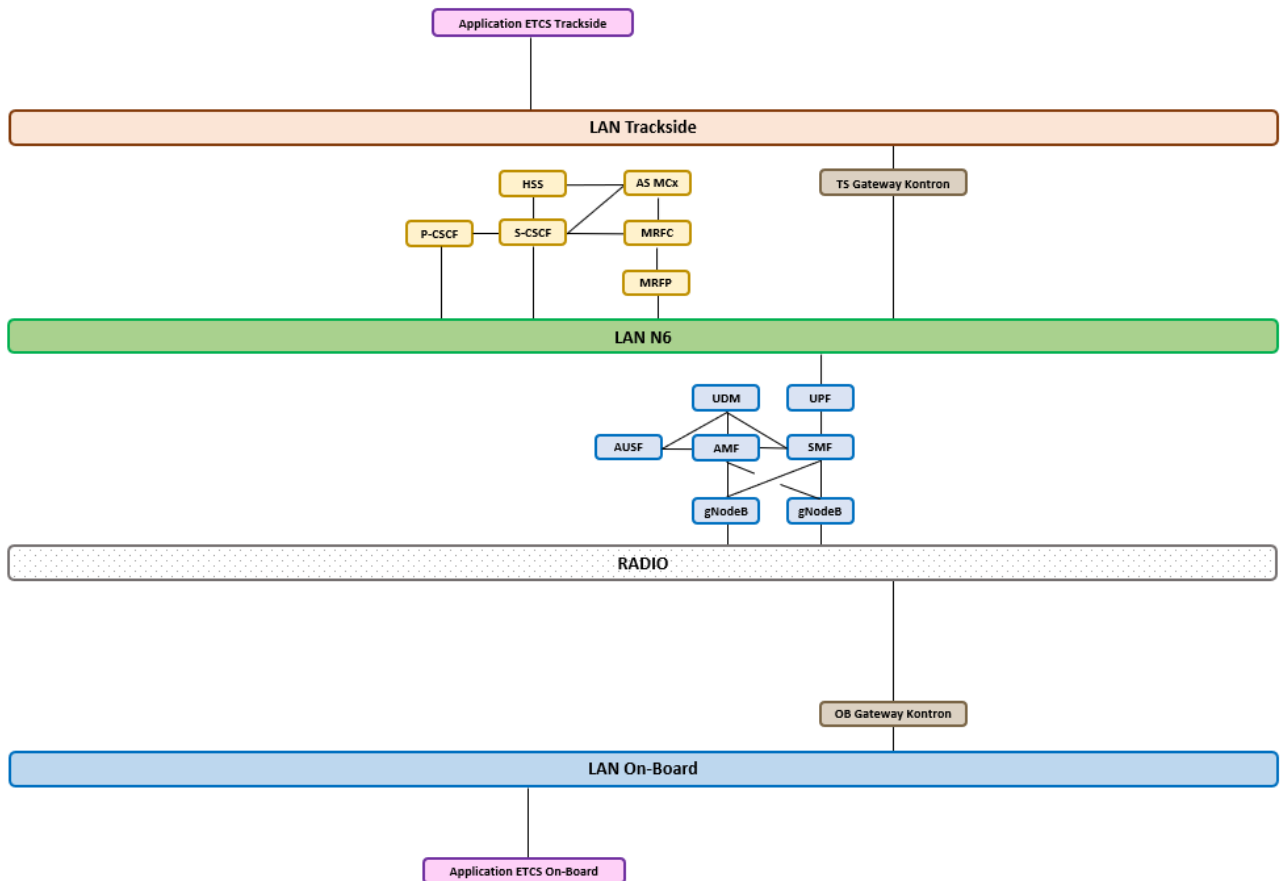 Application ETCS Trackside
LAN Trackside
HSS
AS MCx
TS Gateway Kontron
P-CSCF
S-CSCF
MRFC
MRFP
LAN N6
UDM
UPF
AUSF
AMF
SMF
gNodeB
gNodeB
RADIO
OB Gateway Kontron
LAN On-Board
Application ETCS On-Board